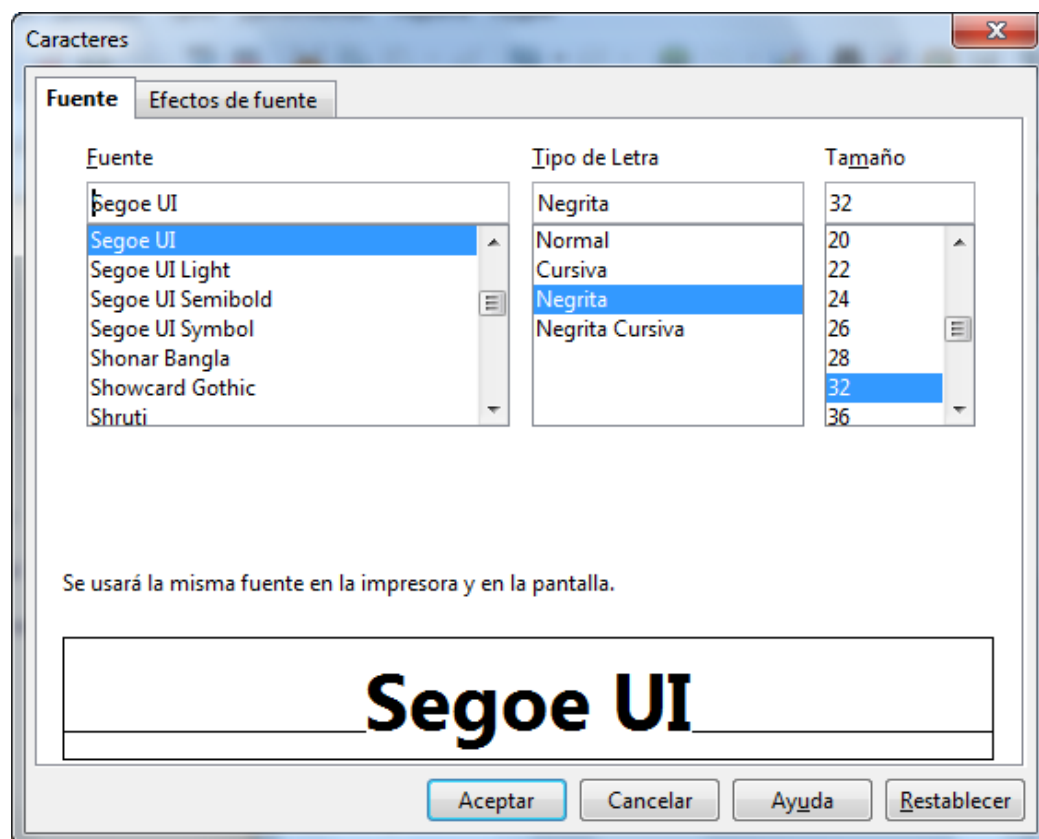 Caracteres
Fuente Efectos de fuente
Fuente Tipo de Letra Tamaño
Segoe UI Negrita 32
Segoe UI Normal 20
Segoe UI Light Cursiva 22
Segoe UI Semibold Negrita 24
Segoe UI Symbol Negrita Cursiva 26
Shonar Bangla 28
Showcard Gothic 32
Shruti 36
Se usará la misma fuente en la impresora y en la pantalla.
Segoe UI
Aceptar Cancelar Ayuda Restablecer